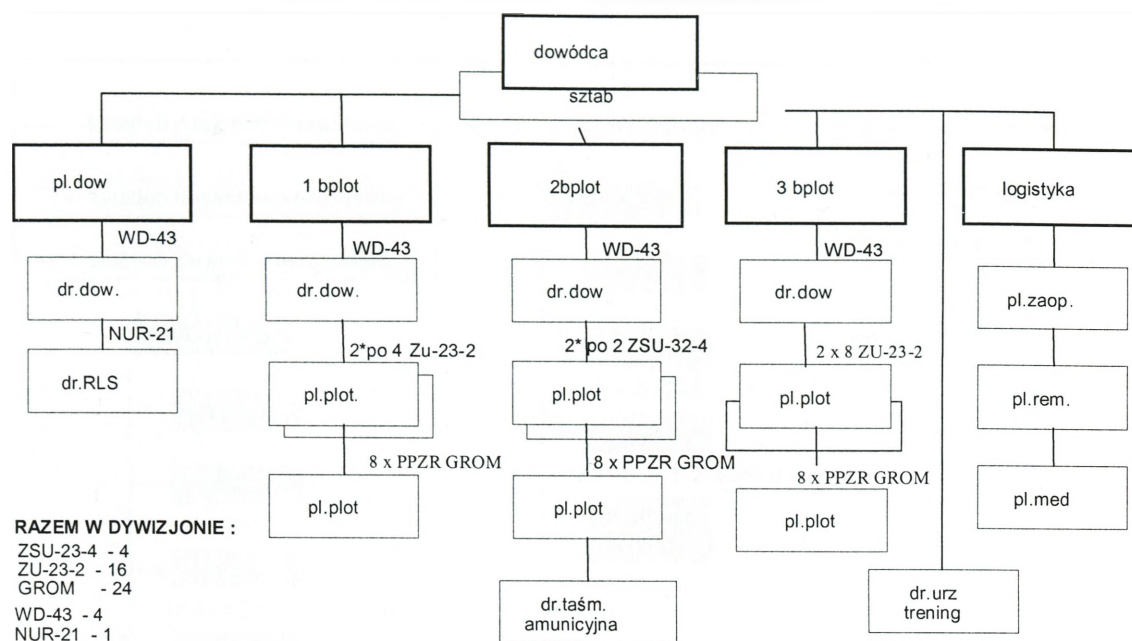 dowódca
sztab
pl.dow
1 bplot
2bplot
3 bplot
logistyka
WD-43
WD-43
WD-43
WD-43
dr.dow.
dr.dow.
dr.dow
dr.dow
pl.zaop.
NUR-21
2*po 4 Zu-23-2
2* po 2 ZSU-32-4
2 x 8 ZU-23-2
dr.RLS
pl.plot.
pl.plot
pl.plot
pl.rem.
8 x PPZR GROM
8 x PPZR GROM
8 x PPZR GROM
pl.plot
pl.plot
pl.plot
pl.med
RAZEM W DYWIZJONIE :
ZSU-23-4 - 4
ZU-23-2 - 16
GROM - 24
WD-43 - 4
NUR-21 - 1
dr.taśm.
amunicyjna
dr.urz
trening